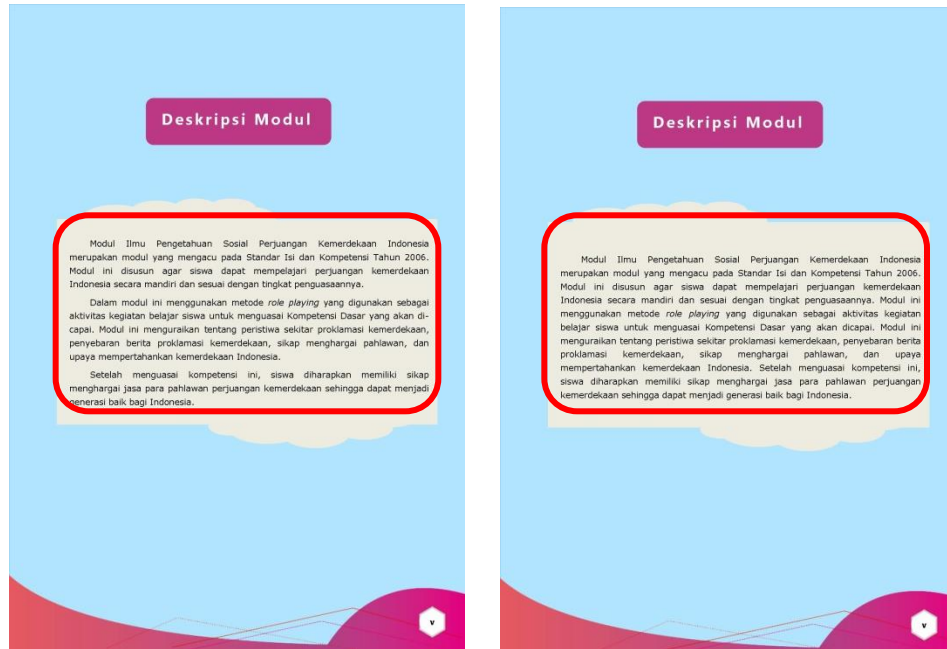 Deskripsi Modul
Modul Ilmu Pengetahuan Sosial Perjuangan Kemerdekaan Indonesia
merupakan modul yang mengacu pada Standar Isi dan Kompetensi Tahun 2006.
Modul ini disusun agar siswa dapat mempelajari perjuangan kemerdekaan
Indonesia secara mandiri dan sesuai dengan tingkat penguasaannya.
Dalam modul ini menggunakan metode role playing yang digunakan sebagai
aktivitas kegiatan belajar siswa untuk menguasai Kompetensi Dasar yang akan di-
capai. Modul ini menguraikan tentang peristiwa sekitar proklamasi kemerdekaan,
penyebaran berita proklamasi kemerdekaan, sikap menghargai pahlawan, dan
upaya mempertahankan kemerdekaan Indonesia.
Setelah menguasai kompetensi ini, siswa diharapkan memiliki sikap
menghargai jasa para pahlawan perjuangan kemerdekaan sehingga dapat menjadi
generasi baik bagi Indonesia.
v
Deskripsi Modul
Modul Ilmu Pengetahuan Sosial Perjuangan Kemerdekaan Indonesia
merupakan modul yang mengacu pada Standar Isi dan Kompetensi Tahun 2006.
Modul ini disusun agar siswa dapat mempelajari perjuangan kemerdekaan
Indonesia secara mandiri dan sesuai dengan tingkat penguasaannya. Modul ini
menggunakan metode role playing yang digunakan sebagai aktivitas kegiatan
belajar siswa untuk menguasai Kompetensi Dasar yang akan dicapai. Modul ini
menguraikan tentang peristiwa sekitar proklamasi kemerdekaan, penyebaran berita
proklamasi kemerdekaan, sikap menghargai pahlawan, dan upaya
mempertahankan kemerdekaan Indonesia. Setelah menguasai kompetensi ini,
siswa diharapkan memiliki sikap menghargai jasa para pahlawan perjuangan
kemerdekaan sehingga dapat menjadi generasi baik bagi Indonesia.
v